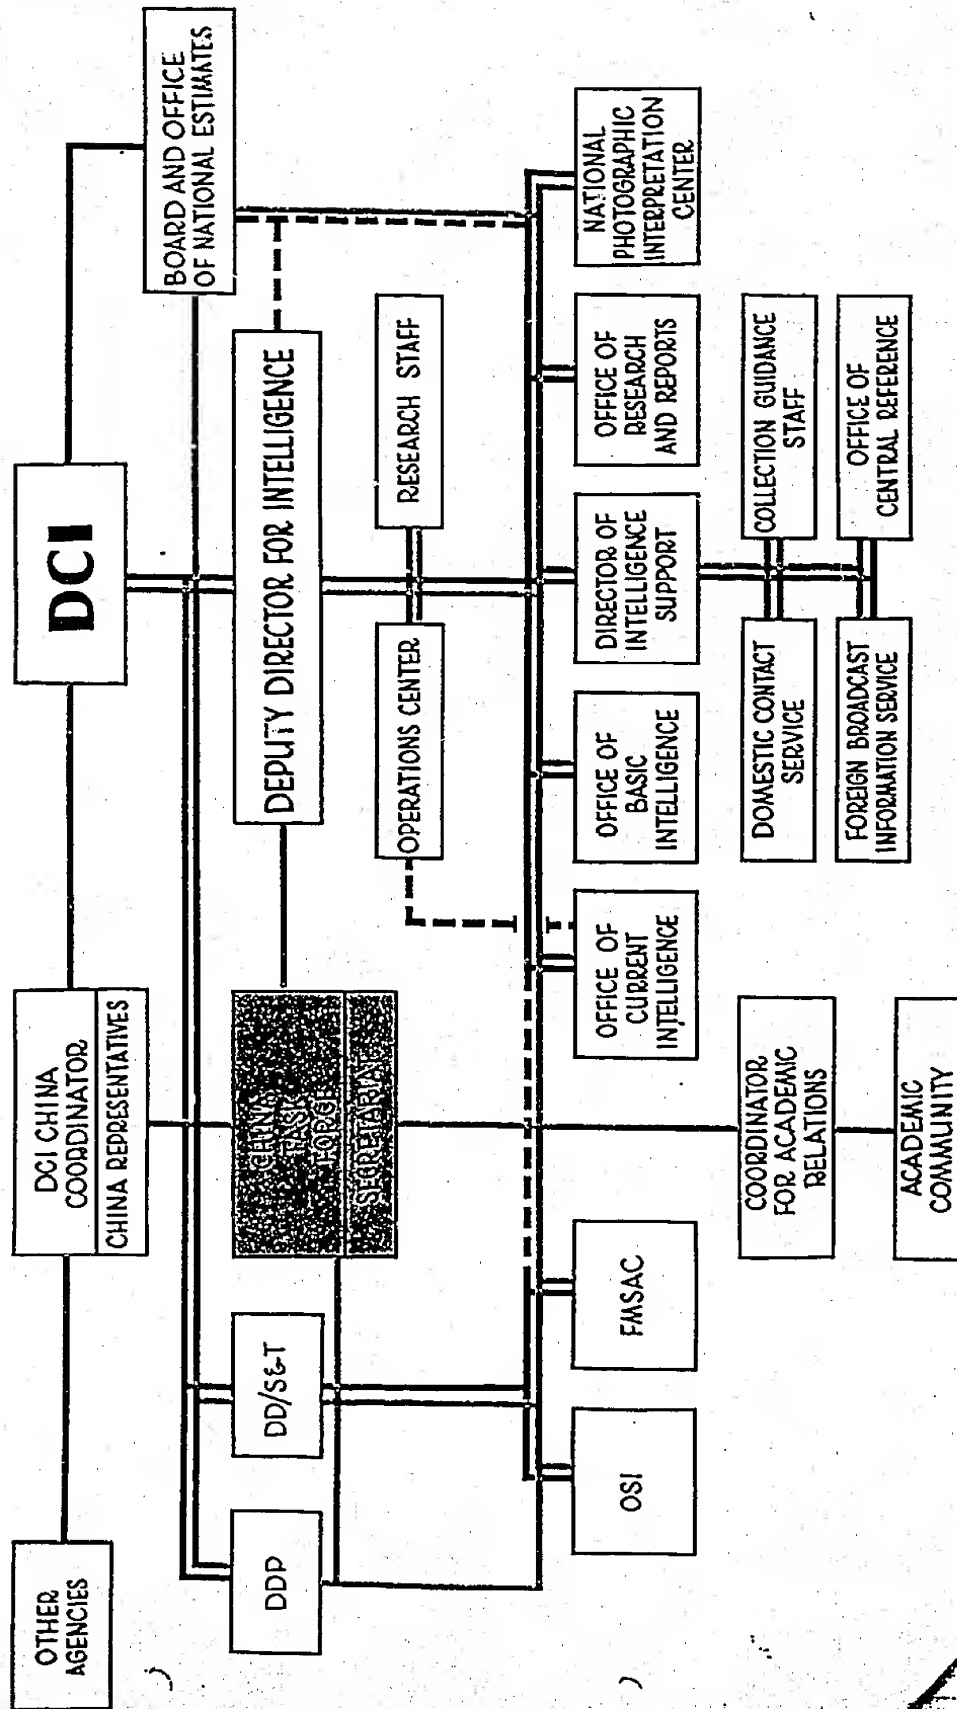 OTHER
AGENCIES
DCI CHINA
COORDINATOR
CHINA REPRESENTATIVES
DCI
BOARD AND OFFICE
OF NATIONAL ESTIMATES
DDP
DD/S&T
CHINA
TASK
FORCE
SECRETARIAT
DEPUTY DIRECTOR FOR INTELLIGENCE
OPERATIONS CENTER
RESEARCH STAFF
OSI
FMSAC
OFFICE OF
CURRENT
INTELLIGENCE
OFFICE OF
BASIC
INTELLIGENCE
DIRECTOR OF
INTELLIGENCE
SUPPORT
OFFICE OF
RESEARCH
AND REPORTS
NATIONAL
PHOTOGRAPHIC
INTERPRETATION
CENTER
COORDINATOR
FOR ACADEMIC
RELATIONS
DOMESTIC CONTACT
SERVICE
COLLECTION GUIDANCE
STAFF
ACADEMIC
COMMUNITY
FOREIGN BROADCAST
INFORMATION SERVICE
OFFICE OF
CENTRAL REFERENCE